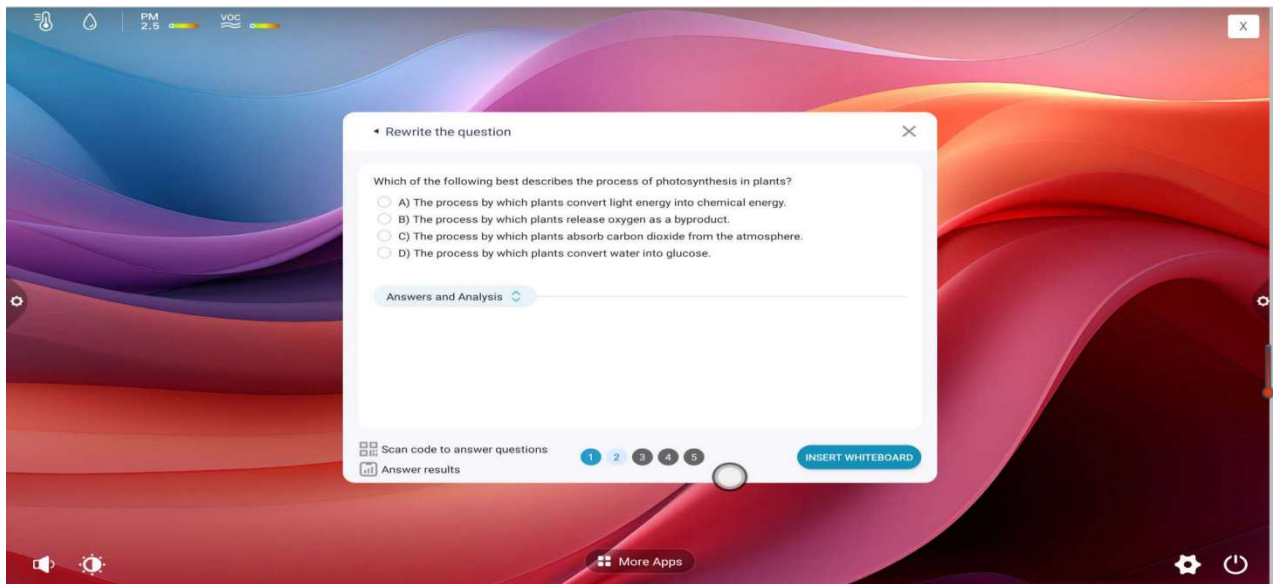 PM
2.5
VOC
X
Rewrite the question
Which of the following best describes the process of photosynthesis in plants?
A) The process by which plants convert light energy into chemical energy.
B) The process by which plants release oxygen as a byproduct.
C) The process by which plants absorb carbon dioxide from the atmosphere.
D) The process by which plants convert water into glucose.
Answers and Analysis
Scan code to answer questions
Answer results
1 2 3 4 5
INSERT WHITEBOARD
More Apps